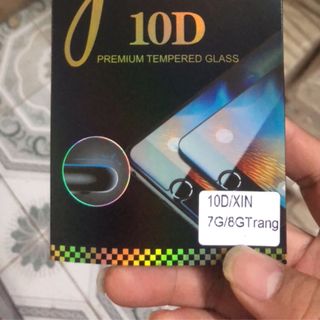 10D
PREMIUM TEMPERED GLASS
10D/XIN
7G/8GTrang